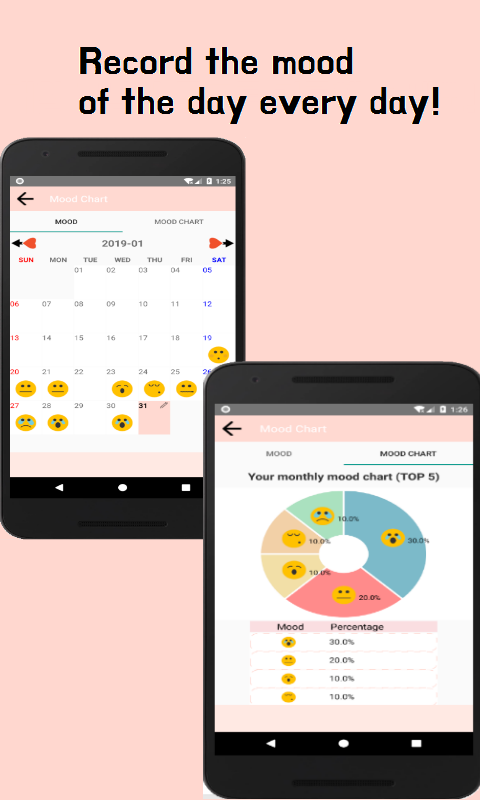 Record the mood
of the day every day!
1:25
Mood Chart
MOOD MOOD CHART
2019-01
SUN MON TUE WED THU FRI SAT
01 02 03 04 05
06 07 08 09 10 11 12
13 14 15 16 17 18 19
20 21 22 23 24 25 26
27 28 29 30 31
1:26
Mood Chart
MOOD MOOD CHART
Your monthly mood chart (TOP 5)
10.0%
30.0%
10.0%
10.0%
20.0%
Mood Percentage
30.0%
20.0%
10.0%
10.0%